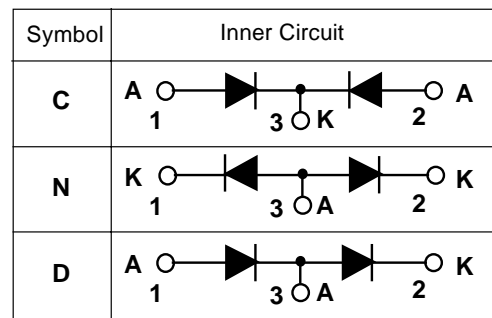 Symbol Inner Circuit
C A K A
1 3 2
N K K
1 3 A 2
D A K
1 3 A 2